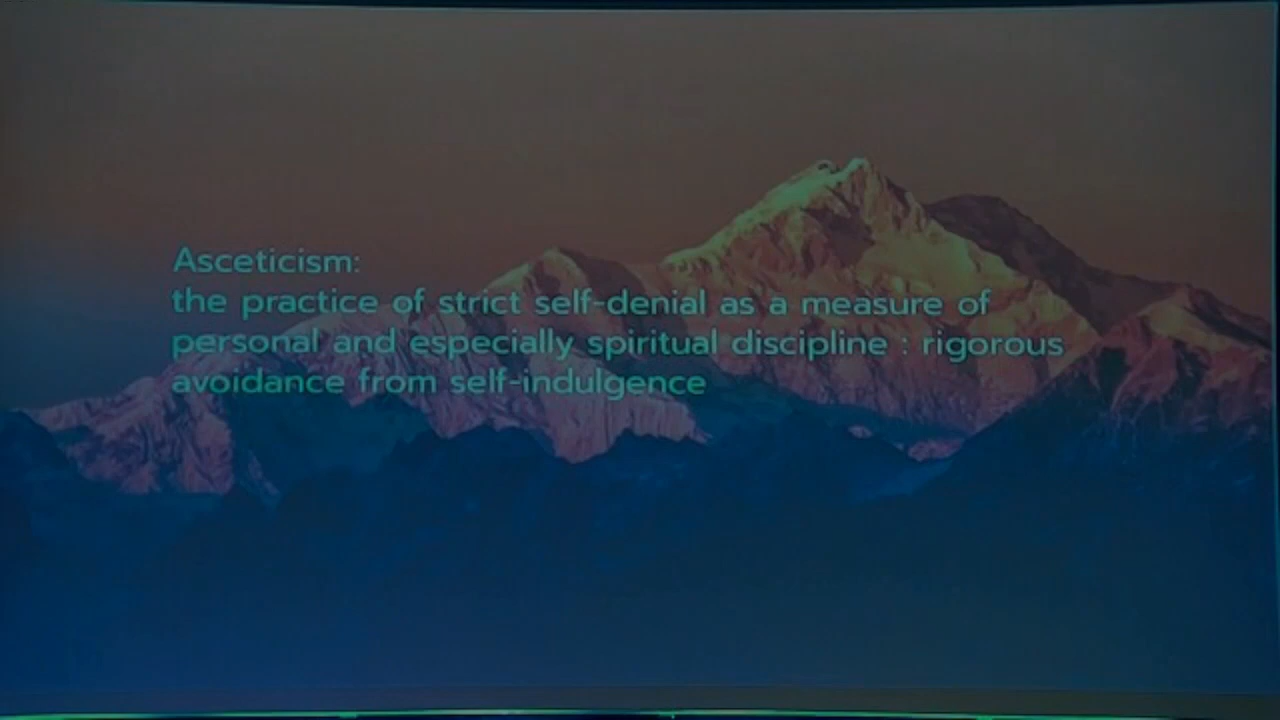 Asceticism:
the practice of strict self-denial as a measure of
personal and especially spiritual discipline : rigorous
avoidance from self-indulgence